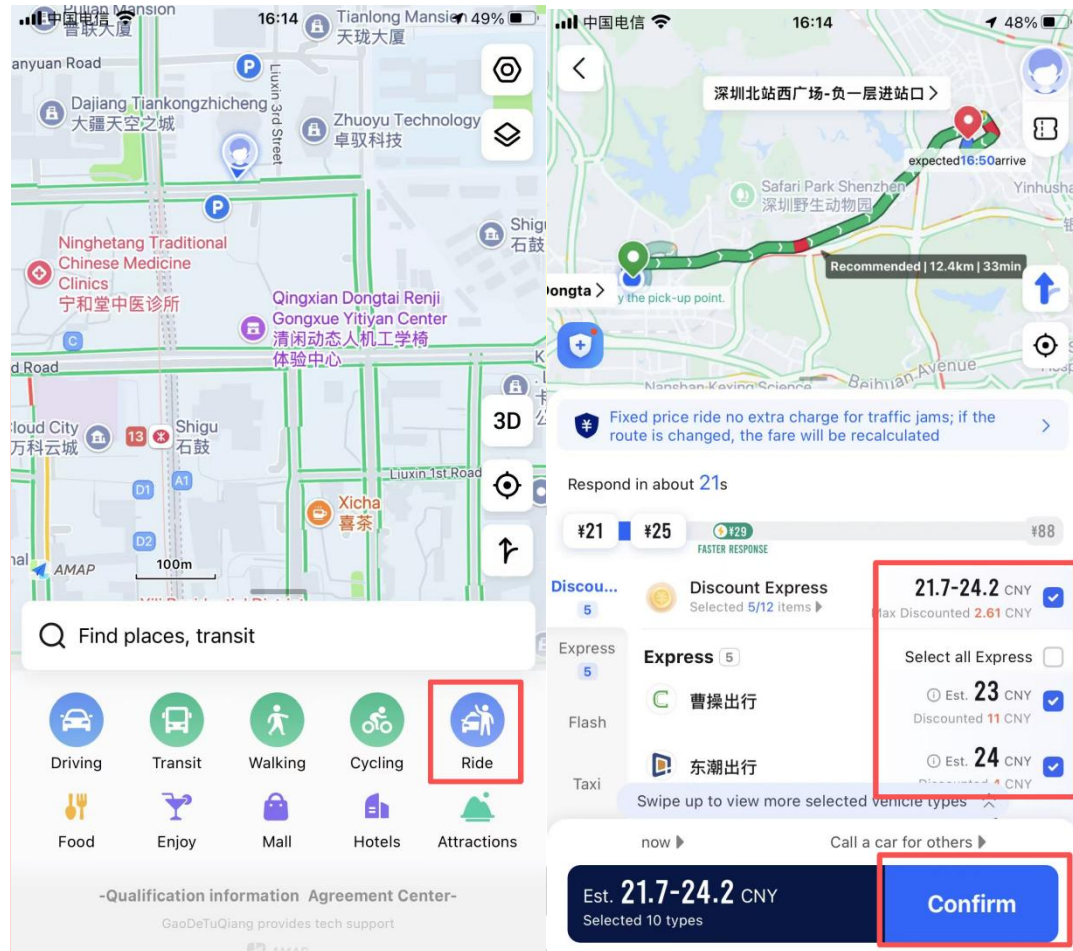 中国电信
16:14
49%
Pujian Mansion
普联大厦
Tianlong Mansion
天珑大厦
anyuan Road
Liuxin 3rd Street
Dajiang Tiankongzhicheng
大疆天空之城
Zhuoyu Technology
卓驭科技
P
P
Shigu
石鼓
Ninghetang Traditional
Chinese Medicine
Clinics
宁和堂中医诊所
Qingxian Dongtai Renji
Gongxue Yitiyan Center
清闲动态人机工学椅
体验中心
C
d Road
loud City
万科云城
13
Shigu
石鼓
3D
Liuxin 1st Road
D1
A1
Xicha
喜茶
D2
100m
AMAP
Find places, transit
Driving
Transit
Walking
Cycling
Ride
Food
Enjoy
Mall
Hotels
Attractions
-Qualification information Agreement Center-
GaoDeTuQiang provides tech support
AMAP
中国电信
16:14
48%
深圳北站西广场-负一层进站口
expected16:50arrive
Safari Park Shenzhen
深圳野生动物园
Yinhusha
Recommended | 12.4km | 33min
Dongta
y the pick-up point.
Nanshan Kexing Science
Beihuan Avenue
Fixed price ride no extra charge for traffic jams; if the
route is changed, the fare will be recalculated
Respond in about 21s
¥21
¥25
¥29
¥88
FASTER RESPONSE
Discou...
5
Discount Express
Selected 5/12 items
21.7-24.2 CNY
Max Discounted 2.61 CNY
Express
5
Express 5
Select all Express
曹操出行
Est. 23 CNY
Discounted 11 CNY
Flash
东潮出行
Est. 24 CNY
Discounted 4 CNY
Taxi
Swipe up to view more selected vehicle types
now
Call a car for others
Est. 21.7-24.2 CNY
Selected 10 types
Confirm